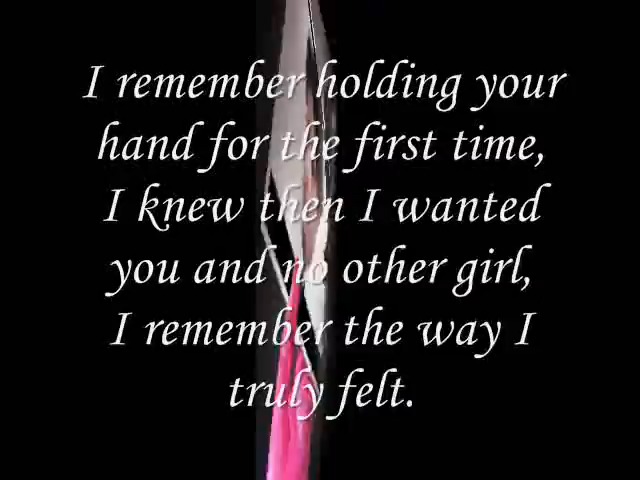 I remember holding your
hand for the first time,
I knew then I wanted
you and no other girl,
I remember the way I
truly felt.